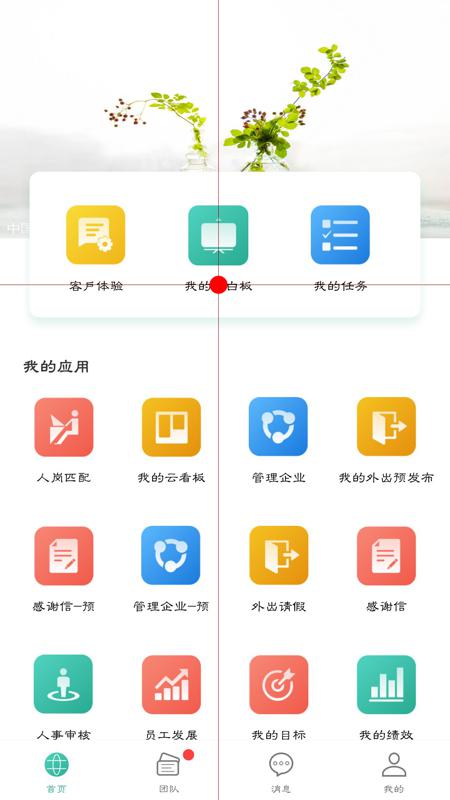 中国
客户体验
我的
白板
我的任务
我的应用
人岗匹配
我的云看板
管理企业
我的外出预发布
感谢信-预
管理企业-预
外出请假
感谢信
人事审核
员工发展
我的目标
我的绩效
首页
团队
消息
我的